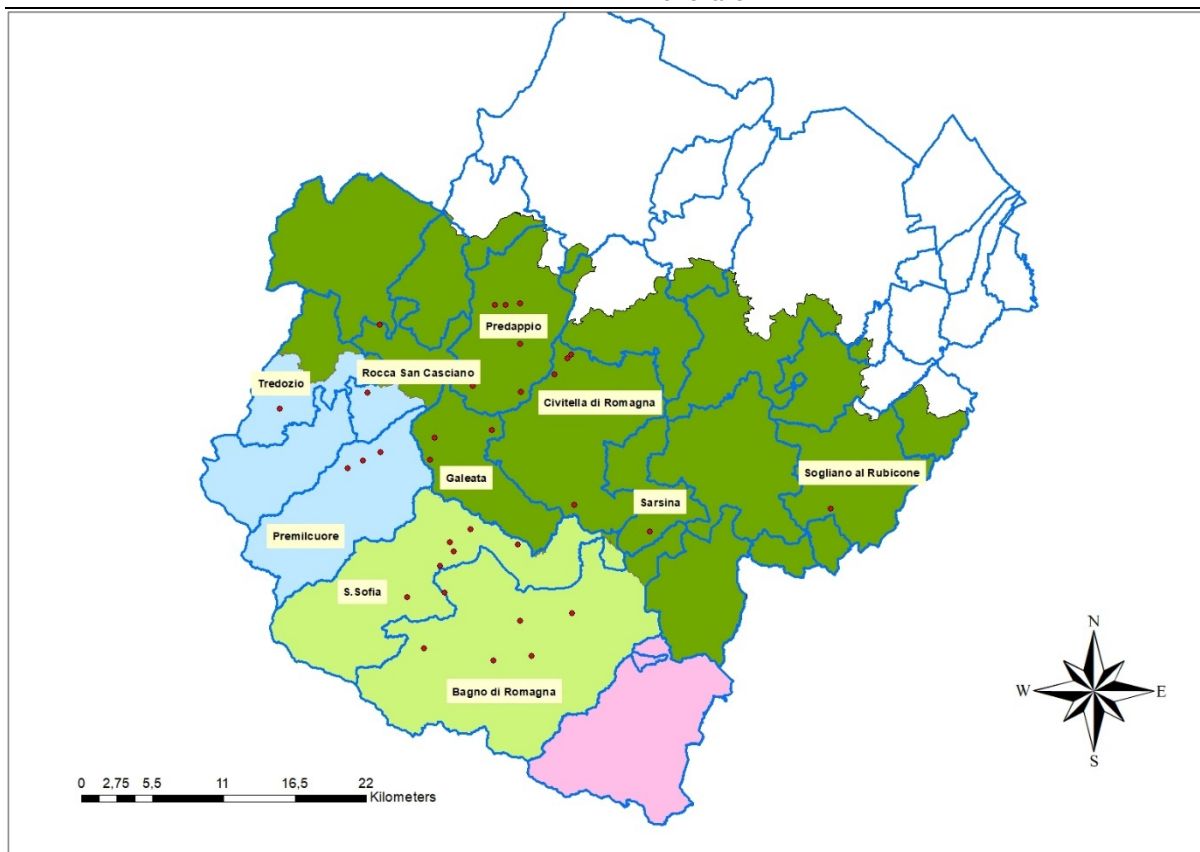 Predappio
Rocca San Casciano
Tredozio
Civitella di Romagna
Sogliano al Rubicone
Galeata
Sarsina
Premilcuore
S.Sofia
Bagno di Romagna
N
W E
S
0 2,75 5,5 11 16,5 22
Kilometers